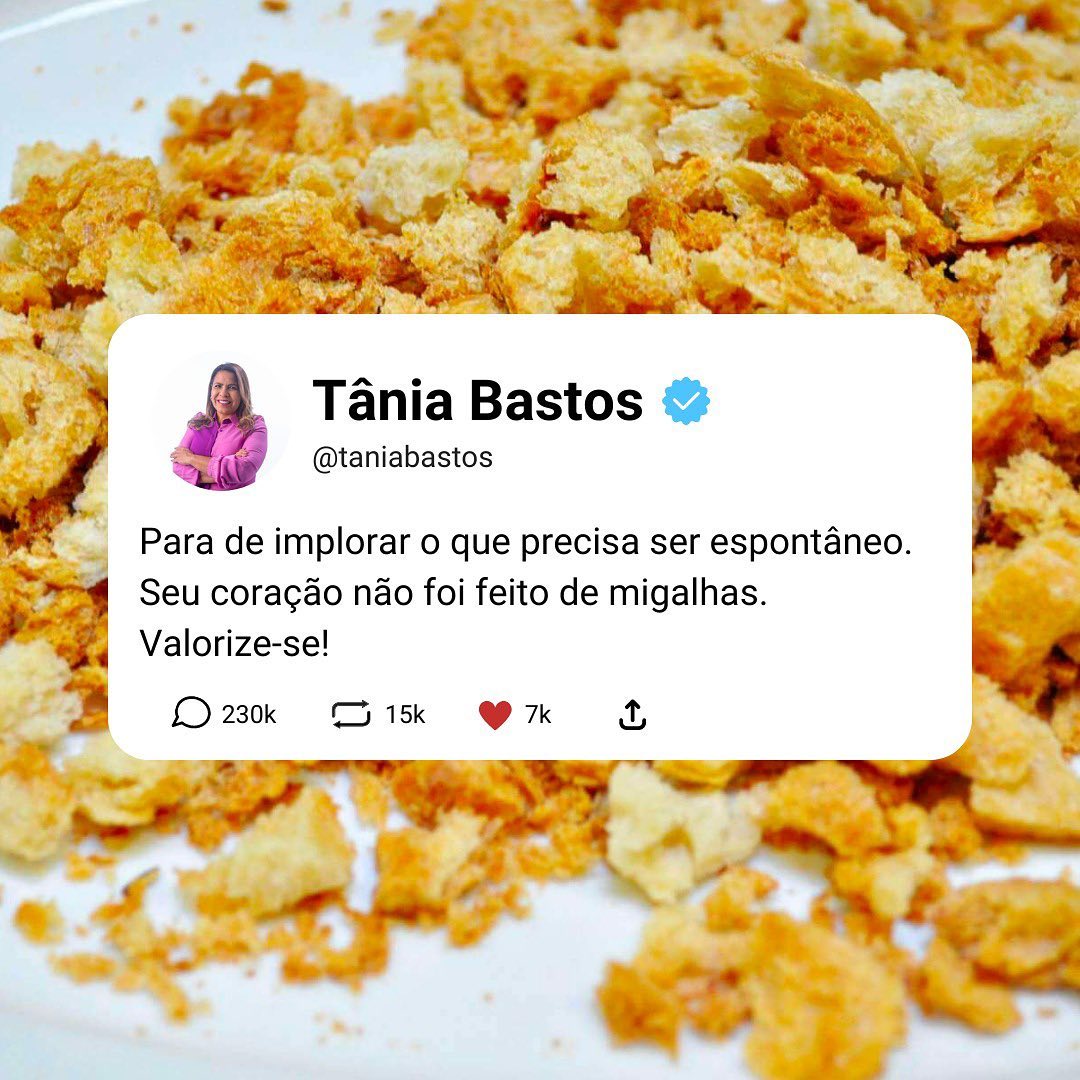 Tânia Bastos
@taniabastos
Para de implorar o que precisa ser espontâneo.
Seu coração não foi feito de migalhas.
Valorize-se!
230k 15k 7k